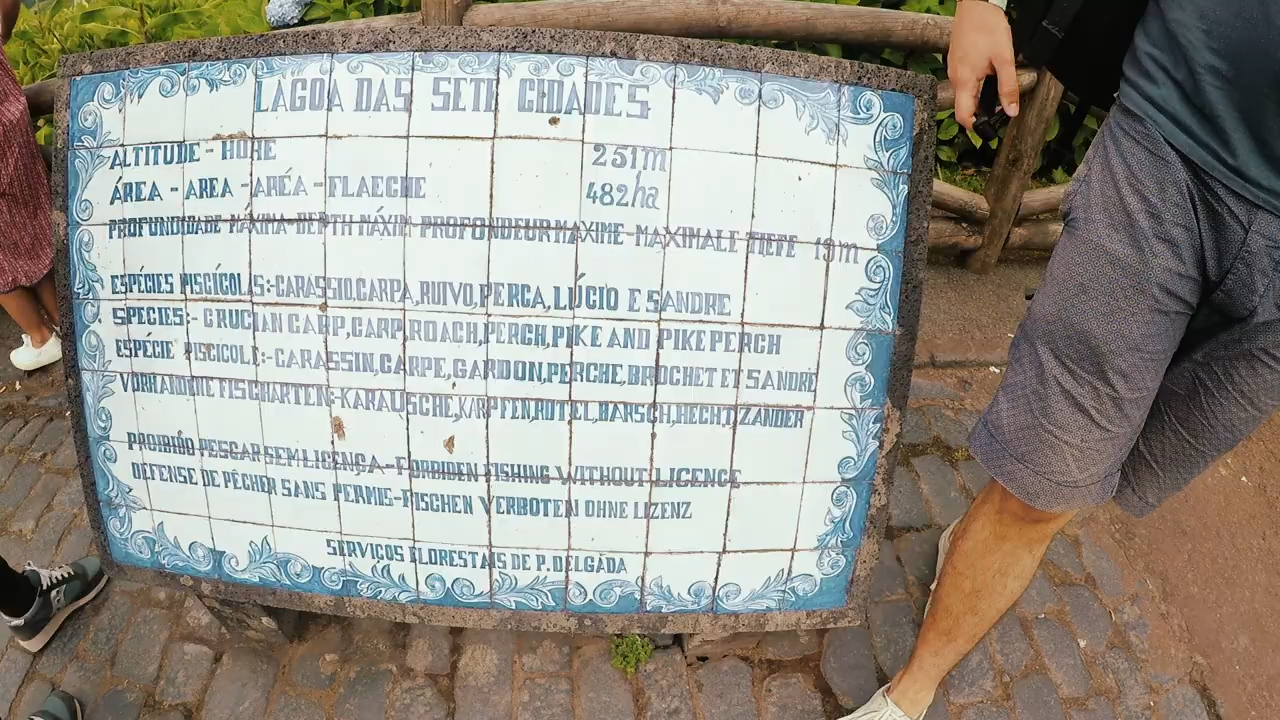 LAGOA DAS SETE CIDADES
ALTITUDE - HÖHE 251m
ÁREA - AREA - ARÉA - FLAECHE 482ha
PROFUNDIDADE MÁXIMA-DEPTH MÁXIM-PROFONDEUR MAXIME-MAXIMALE TIEFE 19m
ESPÉCIES PISCÍCOLAS:-CARASSIO,CARPA,RUIVO,PERCA,LÚCIO E SANDRE
SPECIES:- CRUCIAN CARP,CARP,ROACH,PERCH,PIKE AND PIKE PERCH
ESPÉCIE PISCICOLE:-CARASSIN,CARPE,GARDON,PERCHE,BROCHET ET SANDRE
VORHANDENE FISCHARTEN:-KARAUSCHE,KARPFEN,ROTEL,BARSCH,HECHT,ZANDER
PROIBIDO PESCAR SEM LICENÇA-FORBIDEN FISHING WITHOUT LICENCE
DEFENSE DE PÊCHER SANS PERMIS-FISCHEN VERBOTEN OHNE LIZENZ
SERVIÇOS FLORESTAIS DE P.DELGADA